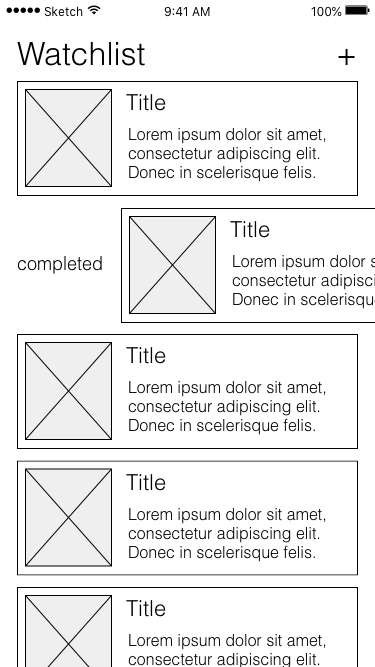 Sketch 9:41 AM 100%
Watchlist +
Title
Lorem ipsum dolor sit amet,
consectetur adipiscing elit.
Donec in scelerisque felis.
completed
Title
Lorem ipsum dolor s
consectetur adipisci
Donec in scelerisqu
Title
Lorem ipsum dolor sit amet,
consectetur adipiscing elit.
Donec in scelerisque felis.
Title
Lorem ipsum dolor sit amet,
consectetur adipiscing elit.
Donec in scelerisque felis.
Title
Lorem ipsum dolor sit amet,
consectetur adipiscing elit.